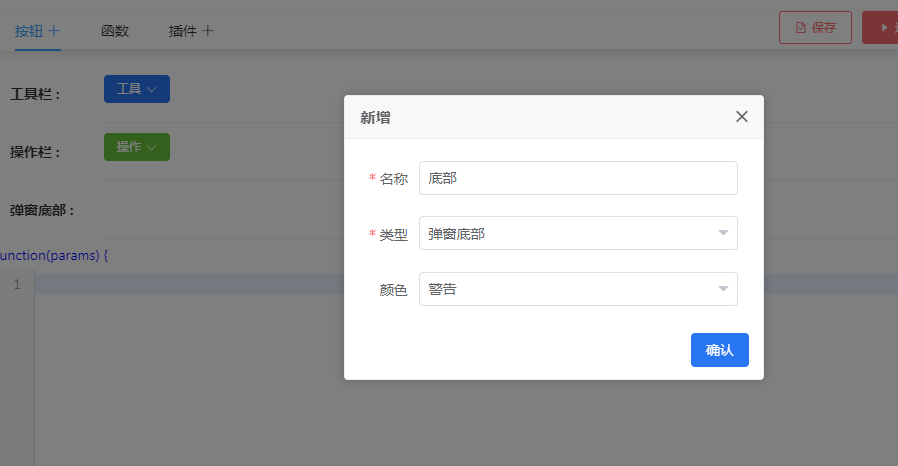 按钮 函数 插件 保存
工具栏： 工具
操作栏： 操作
弹窗底部：
unction(params) {
1
新增
* 名称 底部
* 类型 弹窗底部
颜色 警告
确认